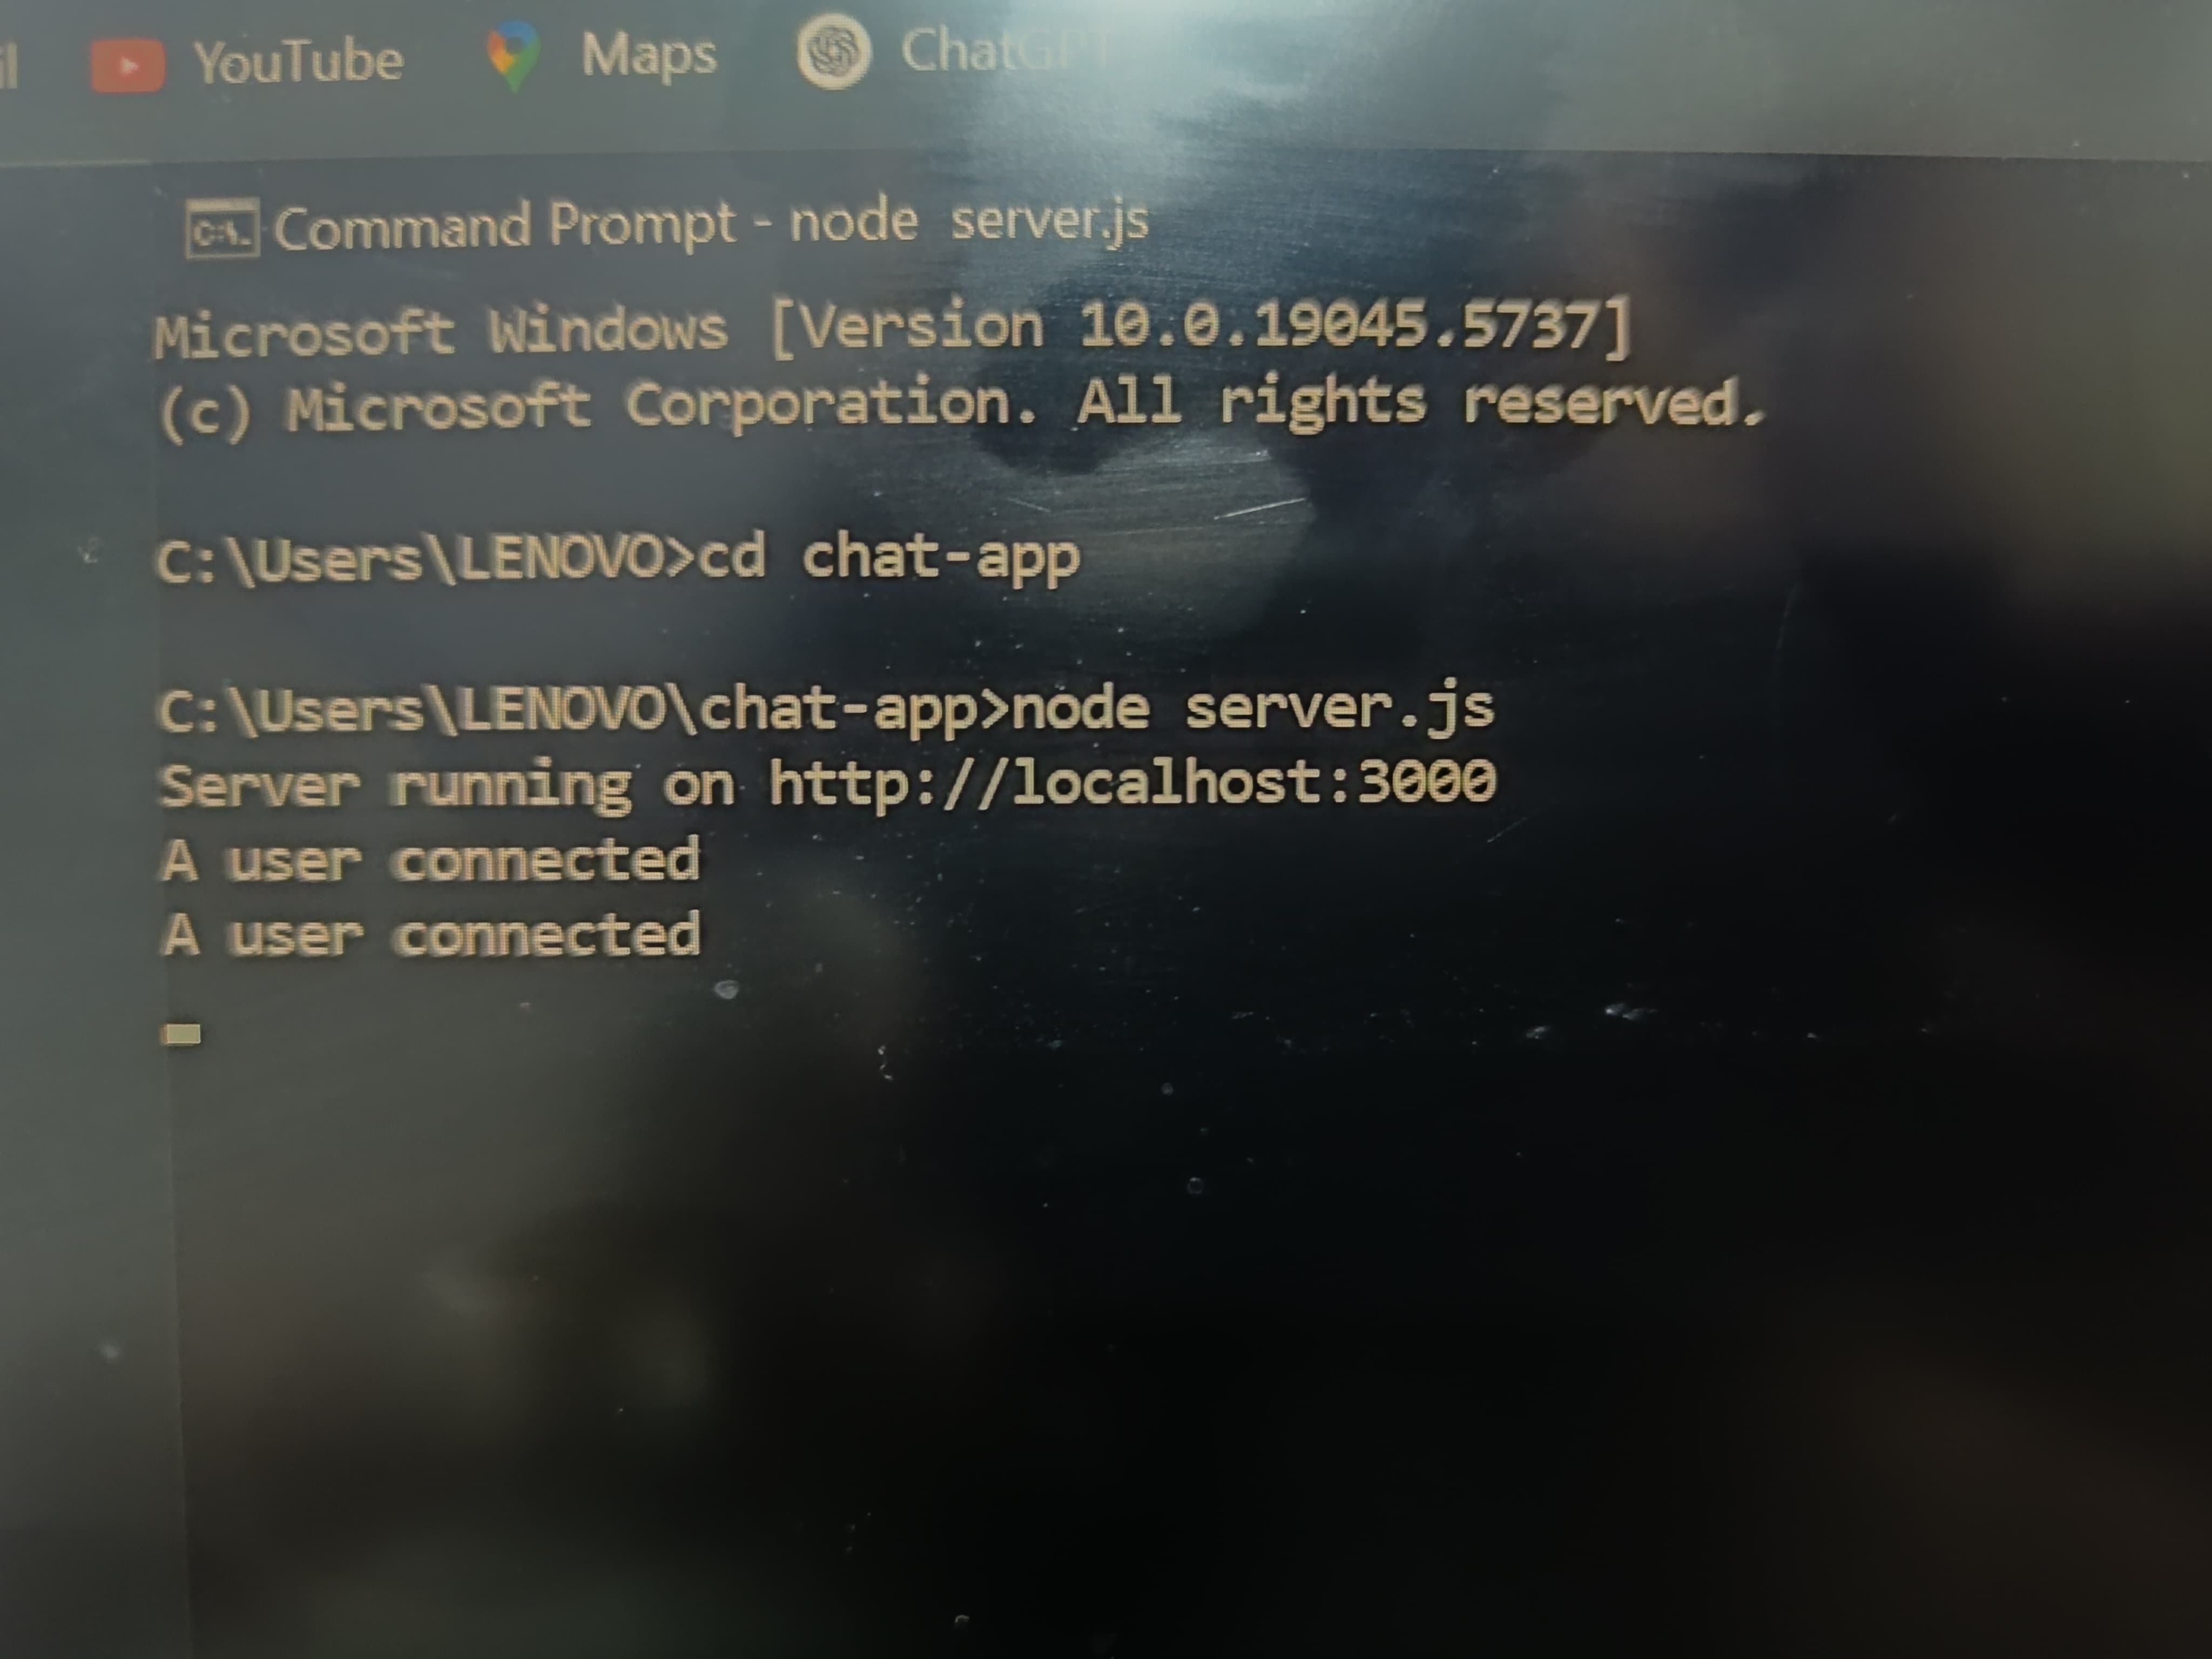 YouTube Maps ChatGPT
Command Prompt - node server.js
Microsoft Windows [Version 10.0.19045.5737]
(c) Microsoft Corporation. All rights reserved.
C:\Users\LENOVO>cd chat-app
C:\Users\LENOVO\chat-app>node server.js
Server running on http://localhost:3000
A user connected
A user connected